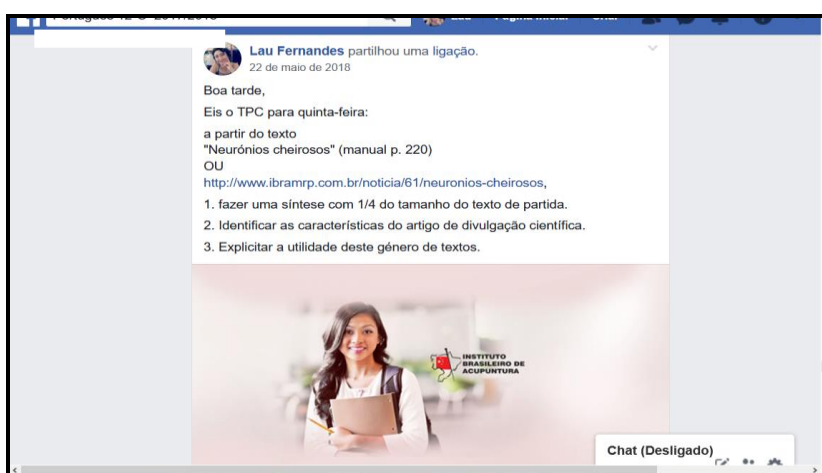 Lau Fernandes partilhou uma ligação.
22 de maio de 2018
Boa tarde,
Eis o TPC para quinta-feira:
a partir do texto
"Neurónios cheirosos" (manual p. 220)
OU
http://www.ibramrp.com.br/noticia/61/neuronios-cheirosos,
1. fazer uma síntese com 1/4 do tamanho do texto de partida.
2. Identificar as características do artigo de divulgação científica.
3. Explicitar a utilidade deste género de textos.
INSTITUTO
BRASILEIRO DE
ACUPUNTURA
Chat (Desligado)